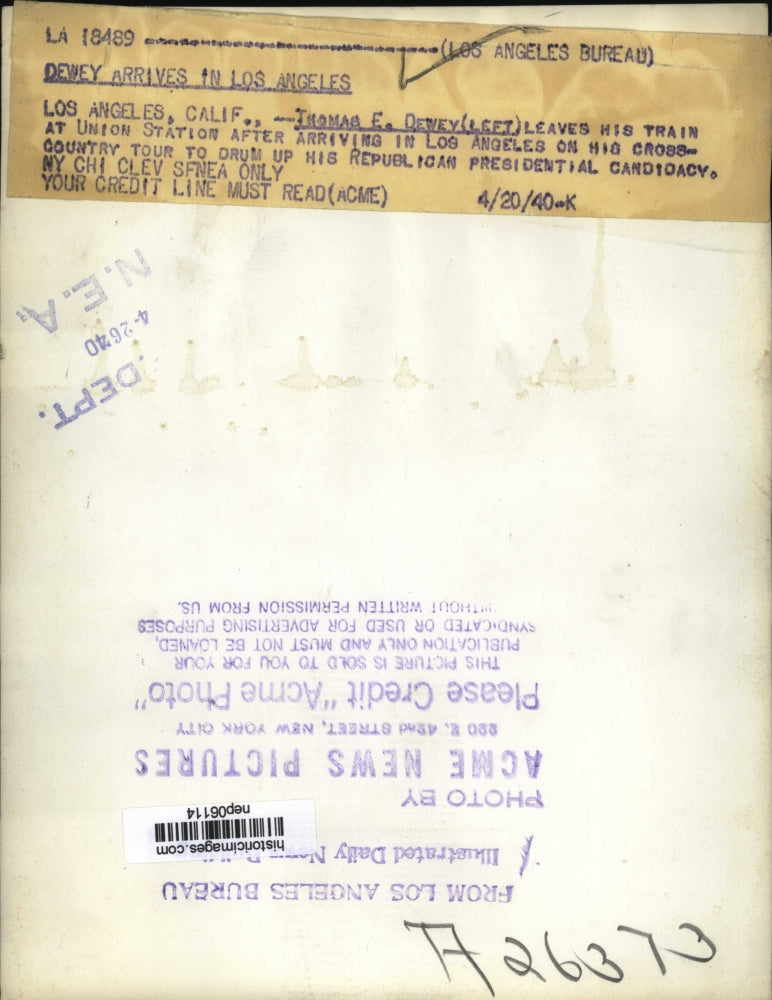 LA 18489 ----------------------------(LOS ANGELES BUREAU)
DEWEY ARRIVES IN LOS ANGELES
LOS ANGELES, CALIF., --THOMAS E. DEWEY(LEFT)LEAVES HIS TRAIN
AT UNION STATION AFTER ARRIVING IN LOS ANGELES ON HIS CROSS-
COUNTRY TOUR TO DRUM UP HIS REPUBLICAN PRESIDENTIAL CANDIDACY.
NY CHI CLEV SFNEA ONLY
YOUR CREDIT LINE MUST READ(ACME) 4/20/40-K
N.E.A.
4-2640
DEPT.
FROM LOS ANGELES BUREAU
Illustrated Daily News
historicimages.com
nep06114
PHOTO BY
ACME NEWS PICTURES
220 E. 42nd STREET, NEW YORK CITY
Please Credit "Acme Photo"
THIS PICTURE IS SOLD TO YOU FOR YOUR
PUBLICATION ONLY AND MUST NOT BE LOANED,
SYNDICATED OR USED FOR ADVERTISING PURPOSES
WITHOUT WRITTEN PERMISSION FROM US.
A26373